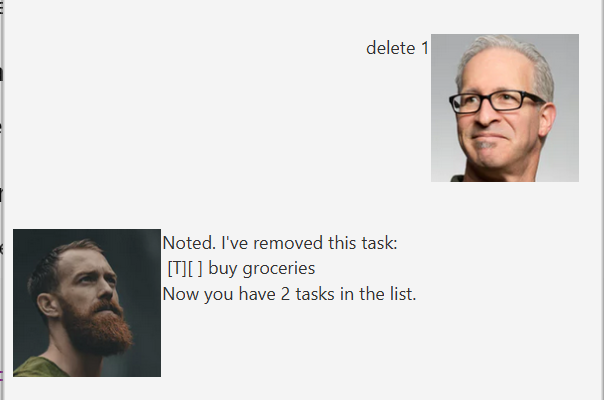 delete 1
Noted. I've removed this task:
[T][ ] buy groceries
Now you have 2 tasks in the list.